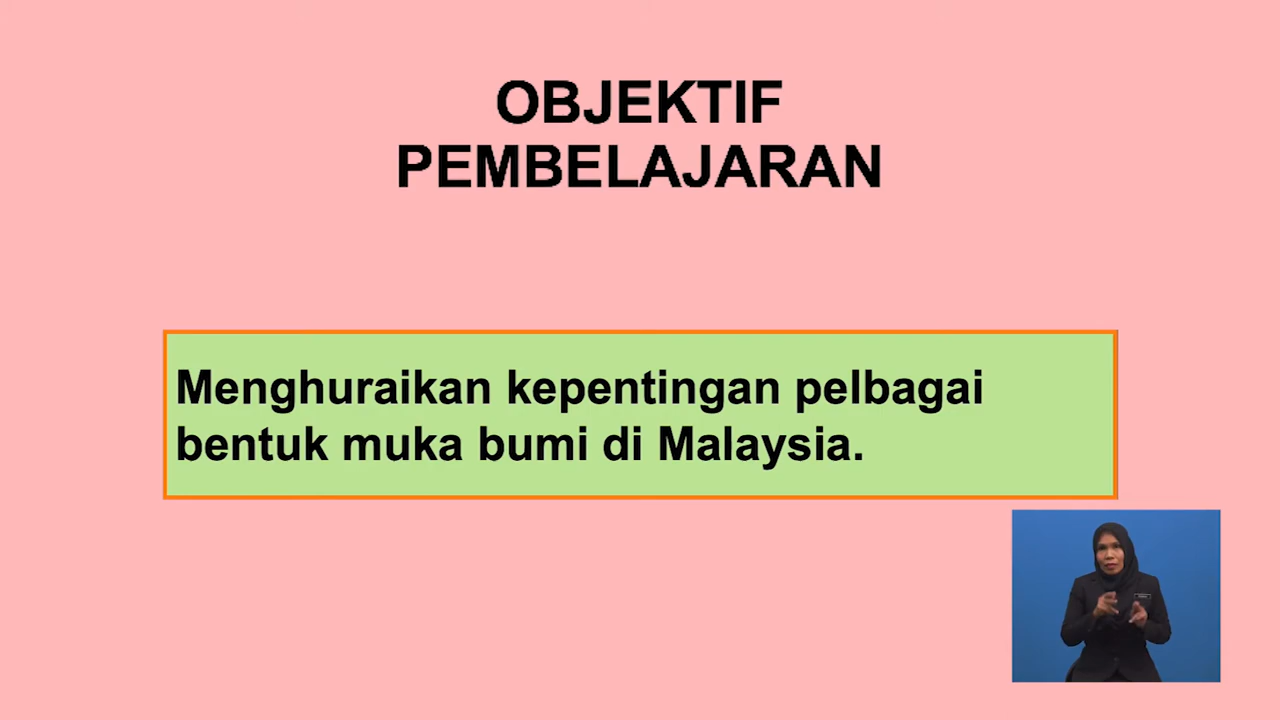 OBJEKTIF
PEMBELAJARAN
Menghuraikan kepentingan pelbagai
bentuk muka bumi di Malaysia.